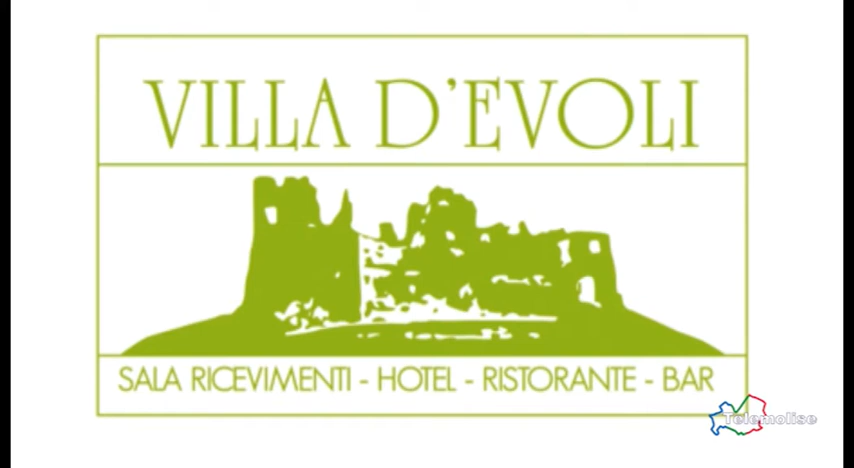 VILLA D'EVOLI
SALA RICEVIMENTI - HOTEL - RISTORANTE - BAR
Telemolise